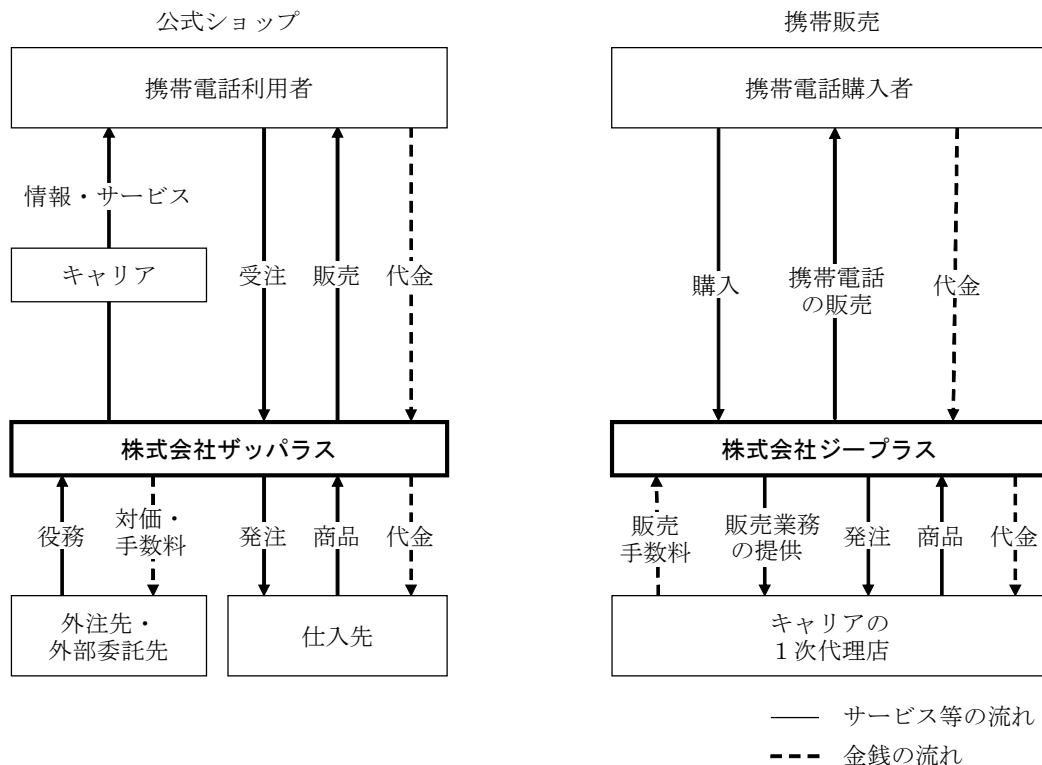 公式ショップ
携帯電話利用者
情報・サービス
キャリア
受注
販売
代金
株式会社ザッパラス
役務
対価・
手数料
発注
商品
代金
外注先・
外部委託先
仕入先
携帯販売
携帯電話購入者
購入
携帯電話
の販売
代金
株式会社ジープラス
販売
手数料
販売業務
の提供
発注
商品
代金
キャリアの
１次代理店
サービス等の流れ
金銭の流れ